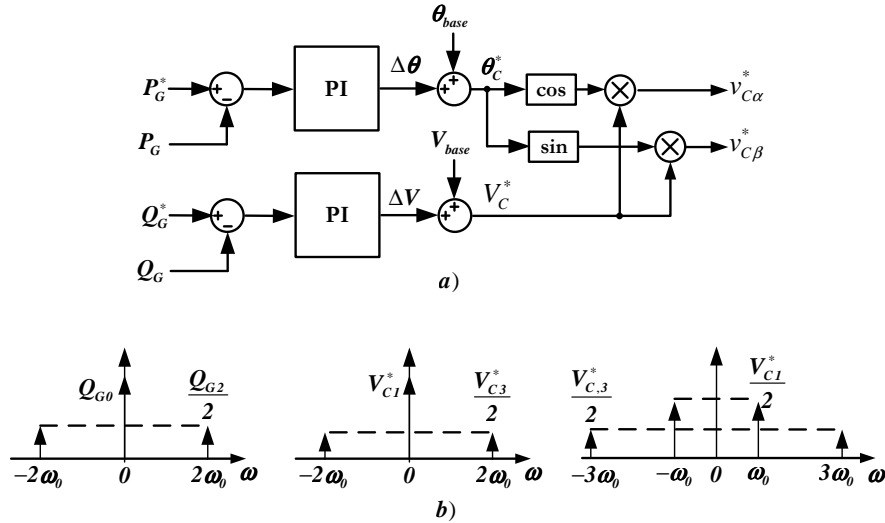 θ_base
P_G^* + − PI Δθ + + θ_C^* cos v_Cα^*
P_G
V_base sin v_Cβ^*
Q_G^* + − PI ΔV + + V_C^*
Q_G
a)
Q_G0 Q_G2/2 V_C1^* V_C3^*/2 V_C,3^*/2 V_C1^*/2
−2ω_0 0 2ω_0 ω −2ω_0 0 2ω_0 ω −3ω_0 −ω_0 0 ω_0 3ω_0 ω
b)